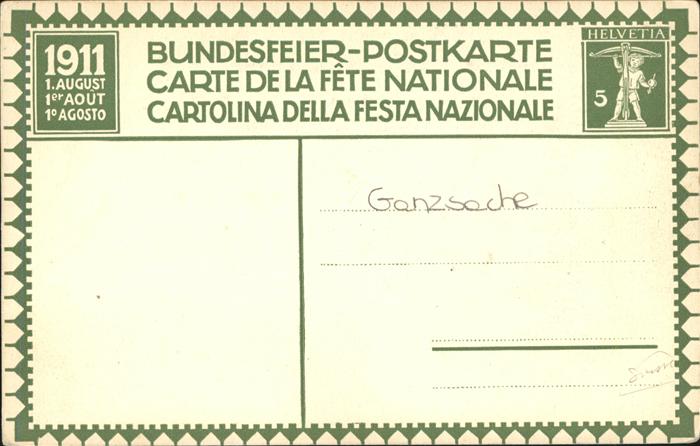 1911
1. AUGUST
1er AOÛT
1o AGOSTO
BUNDESFEIER-POSTKARTE
CARTE DE LA FÊTE NATIONALE
CARTOLINA DELLA FESTA NAZIONALE
HELVETIA
5
Ganzsache